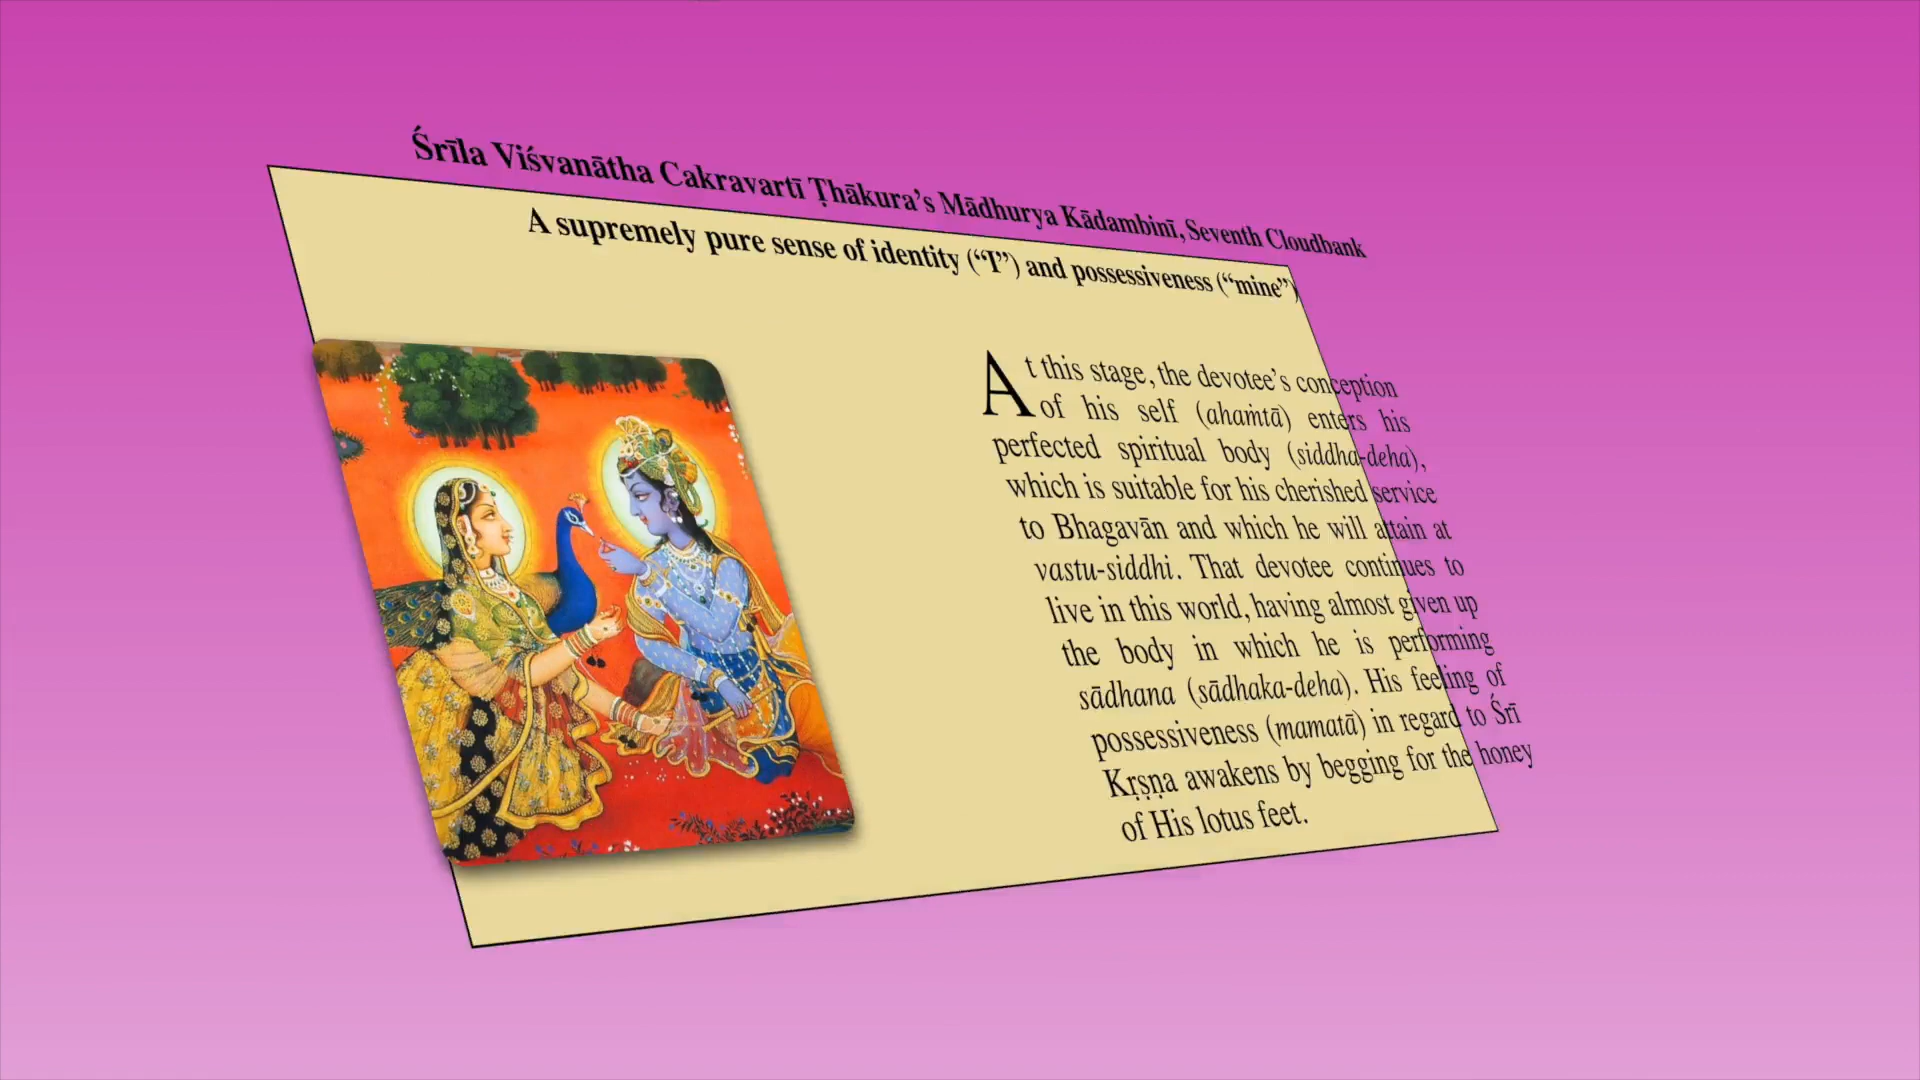 Śrīla Viśvanātha Cakravartī Ṭhākura’s Mādhurya Kādambinī, Seventh Cloudbank
A supremely pure sense of identity (“I”) and possessiveness (“mine”)
At this stage, the devotee’s conception
of his self (ahaṁtā) enters his
perfected spiritual body (siddha-deha),
which is suitable for his cherished service
to Bhagavān and which he will attain at
vastu-siddhi. That devotee continues to
live in this world, having almost given up
the body in which he is performing
sādhana (sādhaka-deha). His feeling of
possessiveness (mamatā) in regard to Śrī
Kṛṣṇa awakens by begging for the honey
of His lotus feet.